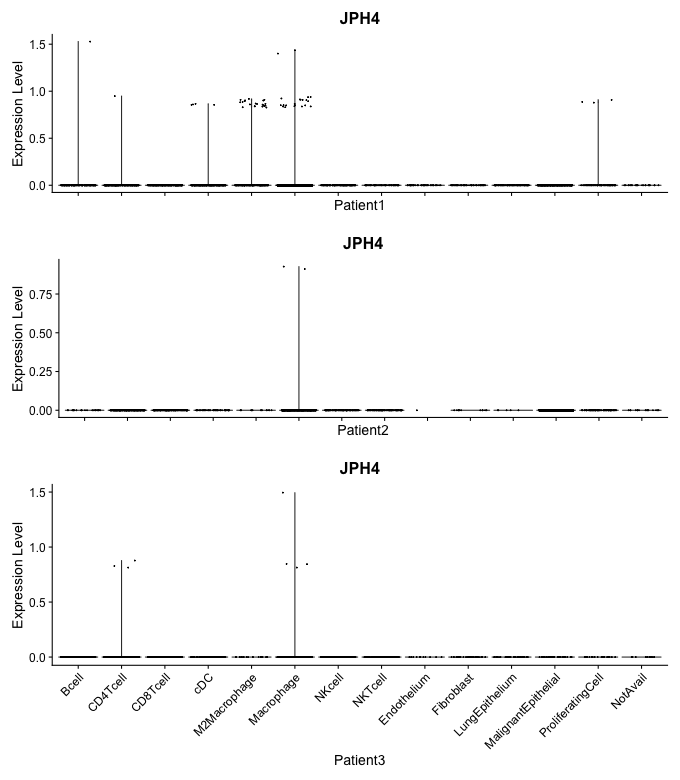 JPH4
Expression Level
1.5
1.0
0.5
0.0
Patient1
JPH4
Expression Level
0.75
0.50
0.25
0.00
Patient2
JPH4
Expression Level
1.5
1.0
0.5
0.0
Bcell
CD4Tcell
CD8Tcell
cDC
M2Macrophage
Macrophage
NKcell
NKTcell
Endothelium
Fibroblast
LungEpithelium
MalignantEpithelial
ProliferatingCell
NotAvail
Patient3